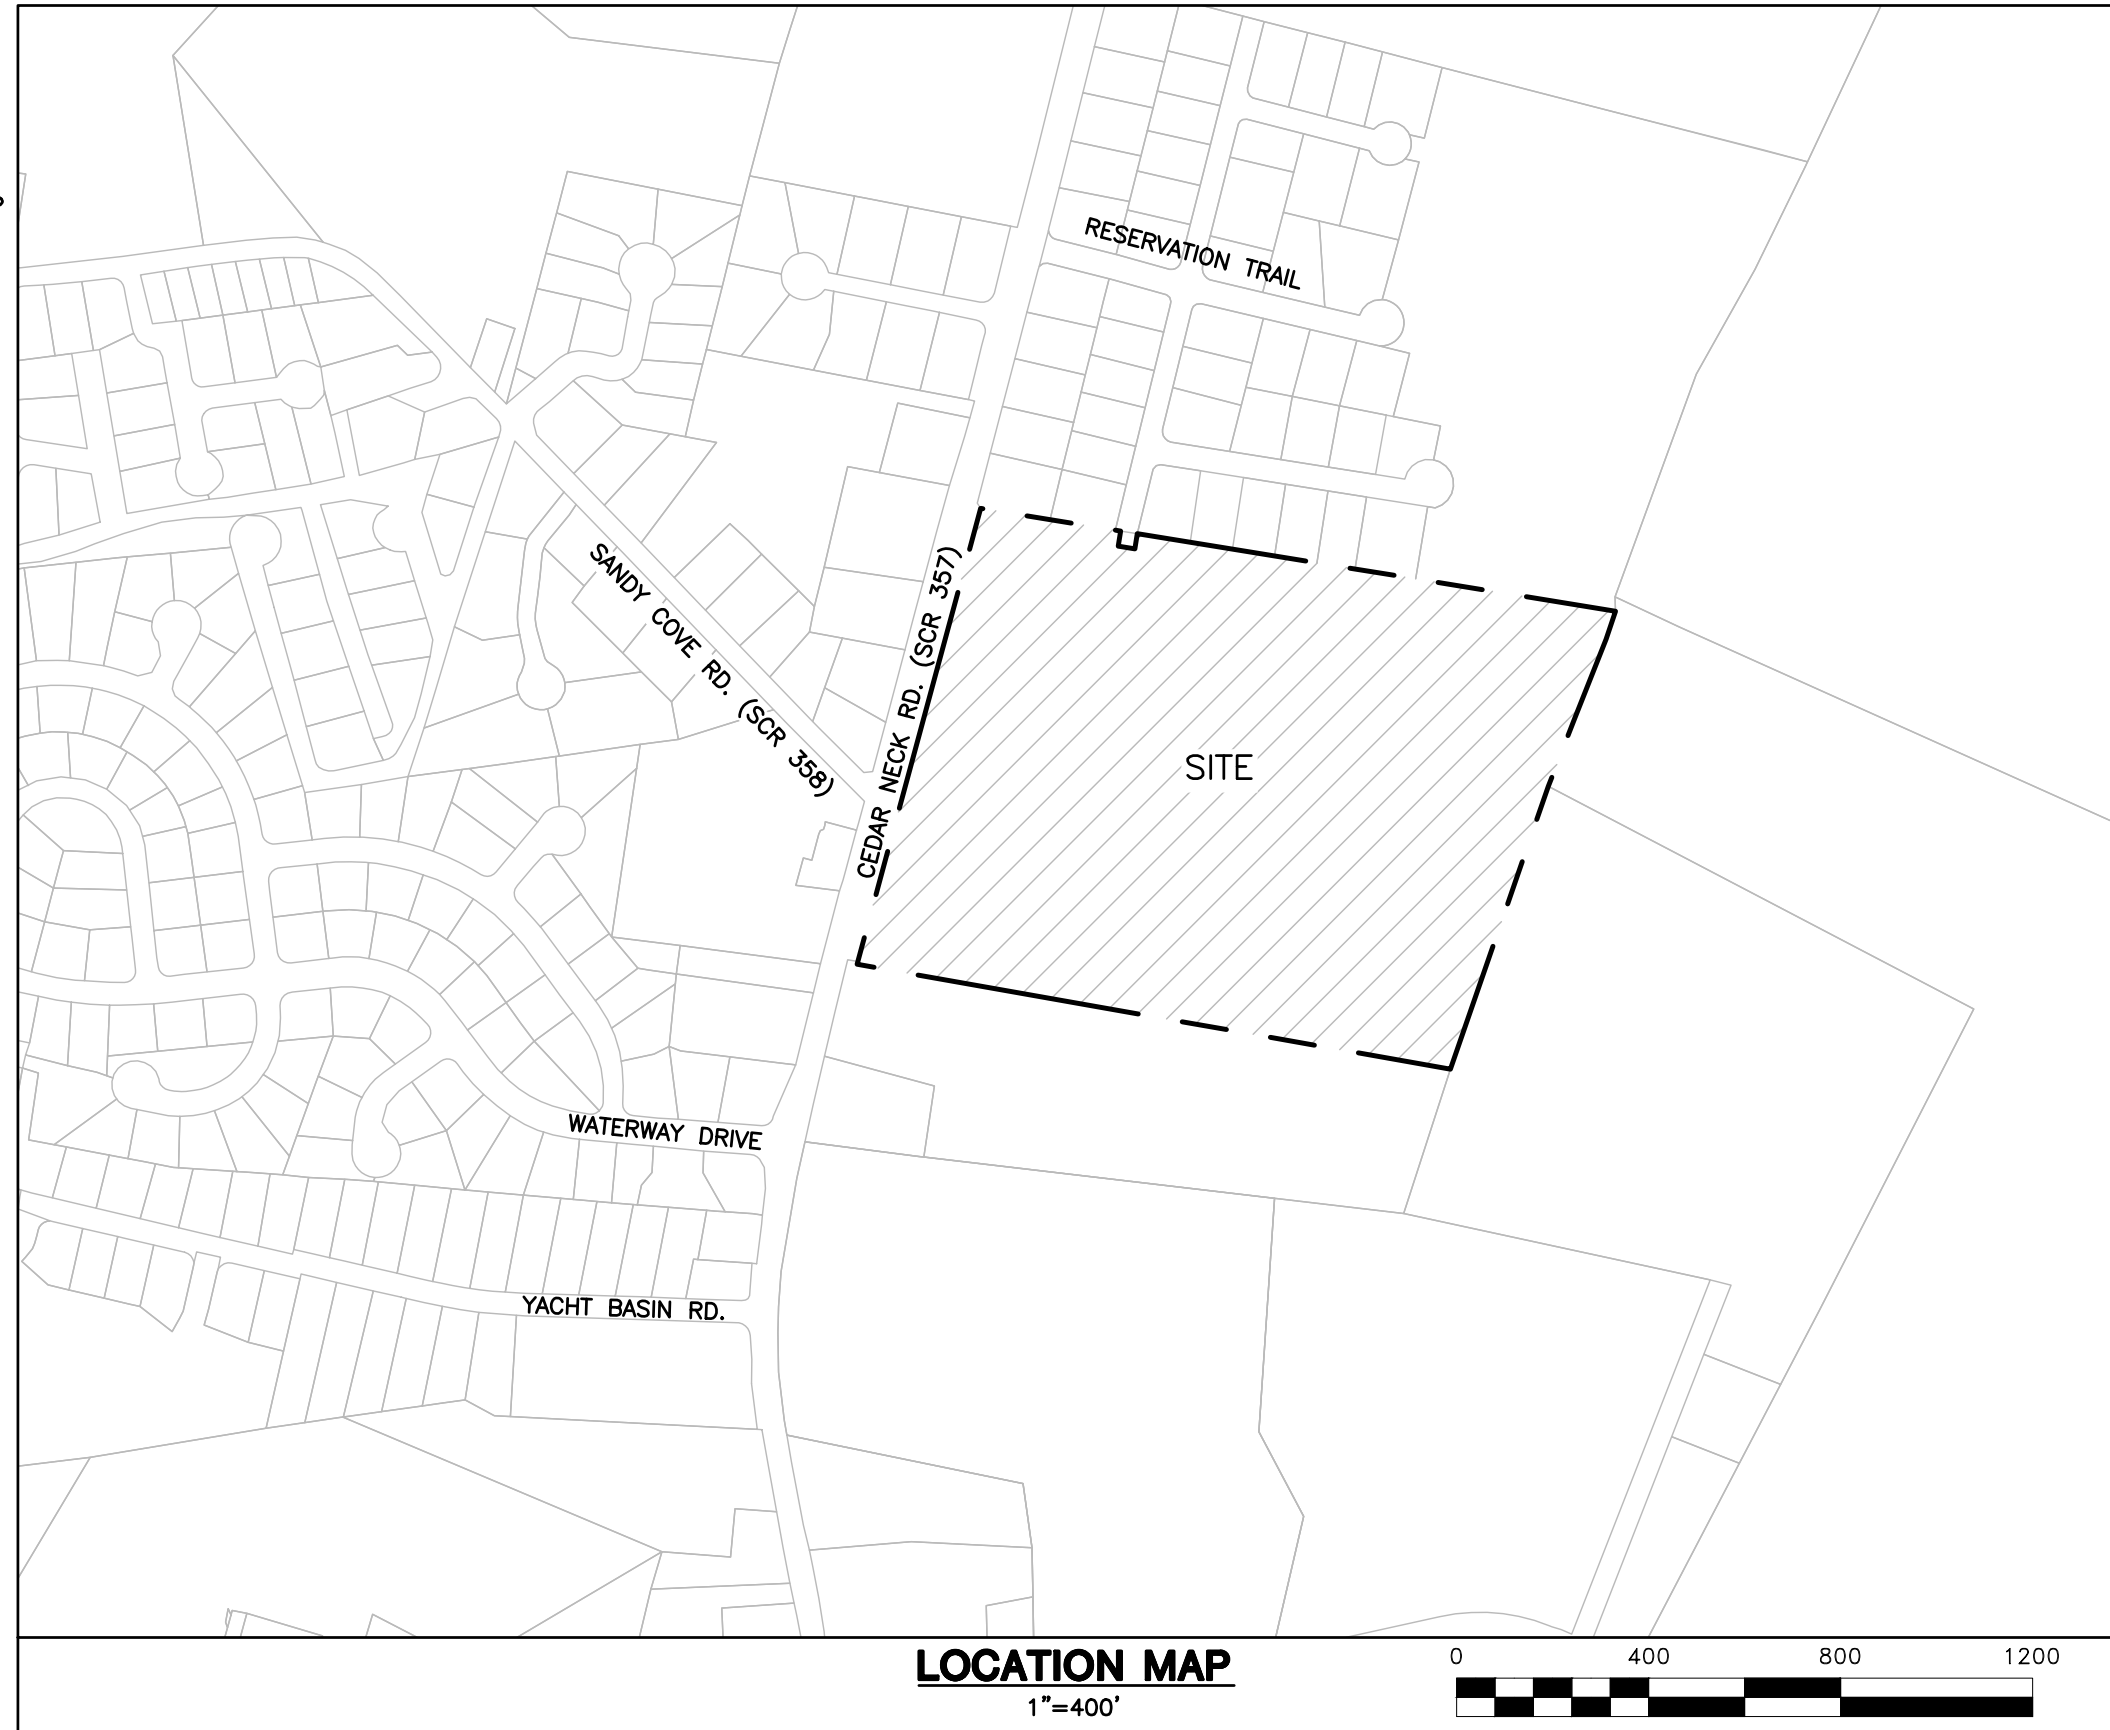 RESERVATION TRAIL
SANDY COVE RD. (SCR 358)
CEDAR NECK RD. (SCR 357)
SITE
WATERWAY DRIVE
YACHT BASIN RD.
LOCATION MAP
1"=400'
0 400 800 1200